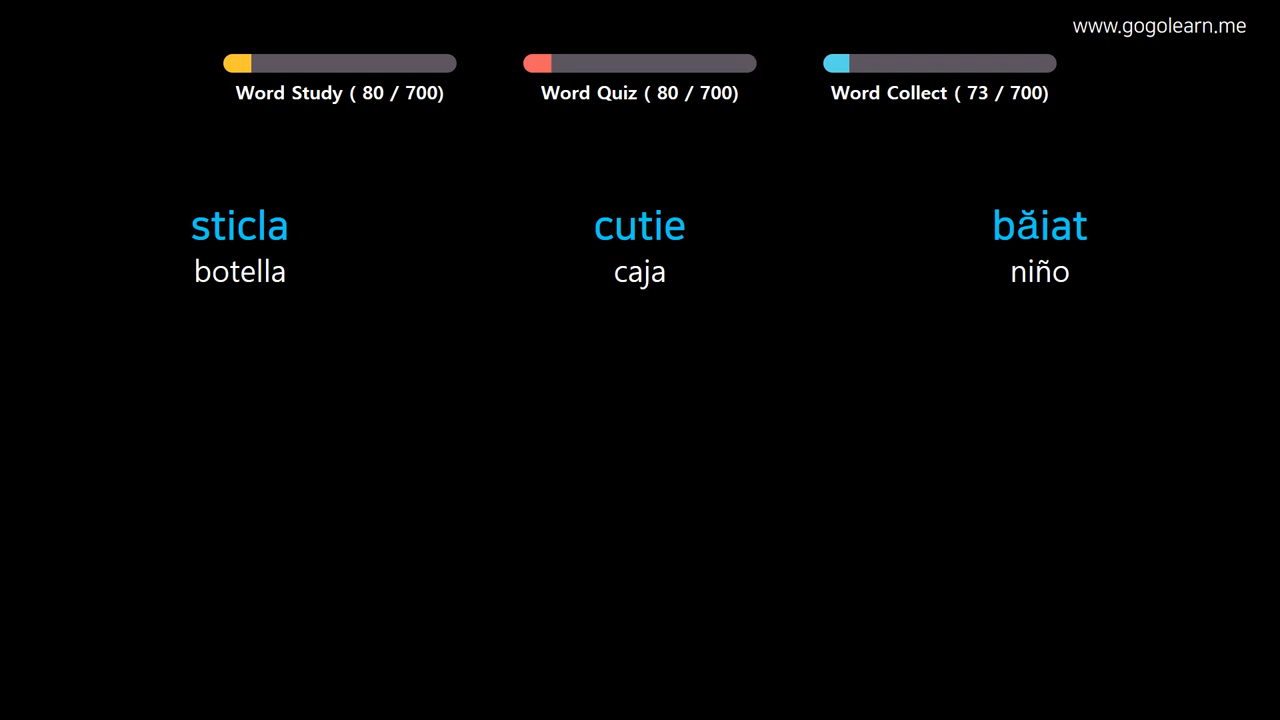 www.gogolearn.me
Word Study ( 80 / 700)
Word Quiz ( 80 / 700)
Word Collect ( 73 / 700)
sticla
botella
cutie
caja
băiat
niño